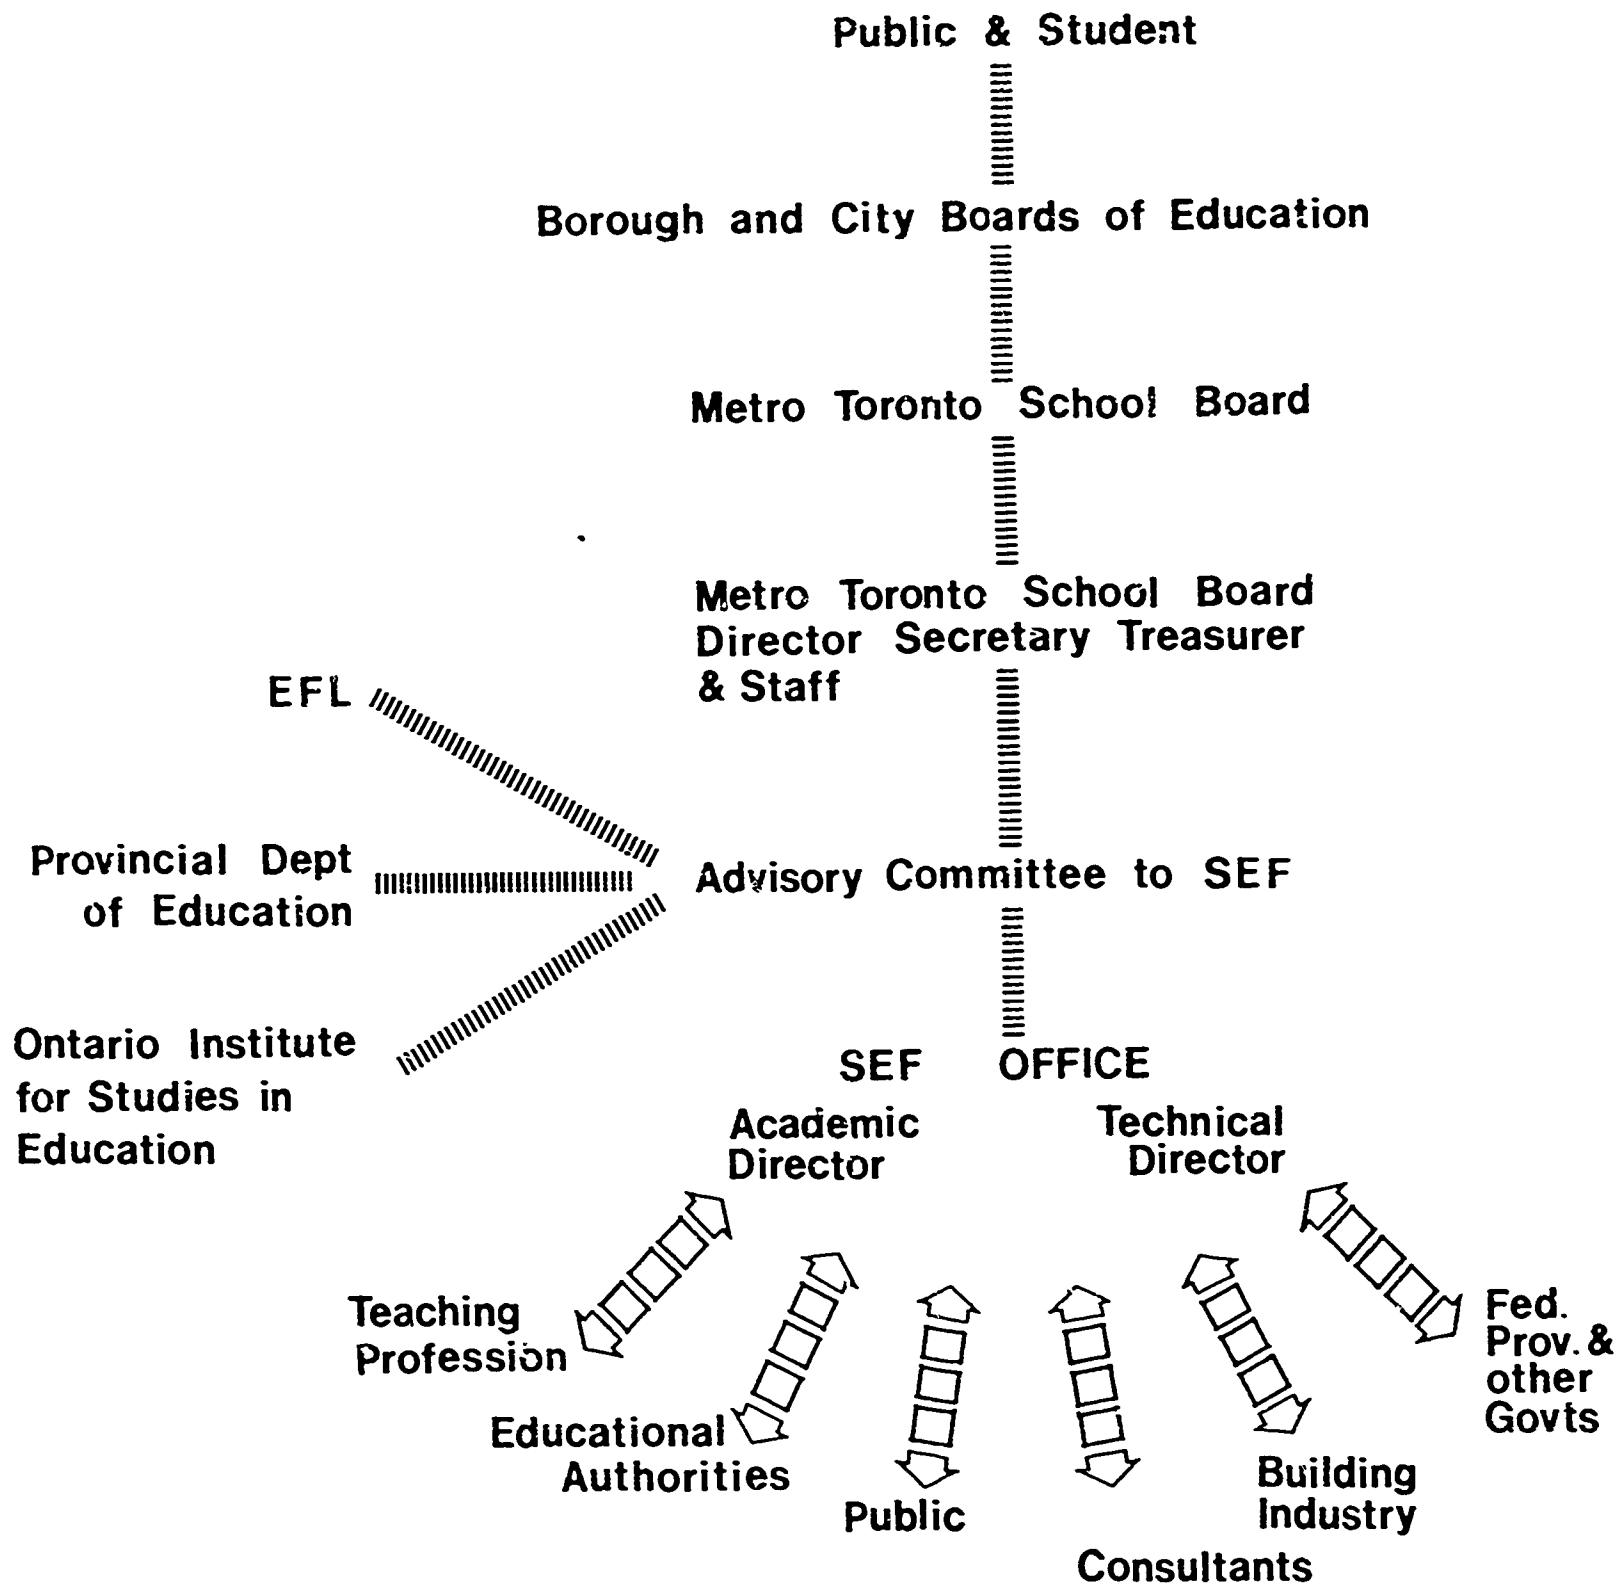 Public & Student
Borough and City Boards of Education
Metro Toronto School Board
Metro Toronto School Board
Director Secretary Treasurer
& Staff
EFL
Provincial Dept
of Education
Advisory Committee to SEF
Ontario Institute
for Studies in
Education
SEF OFFICE
Academic
Director
Technical
Director
Teaching
Profession
Educational
Authorities
Public
Consultants
Building
Industry
Fed.
Prov. &
other
Govts